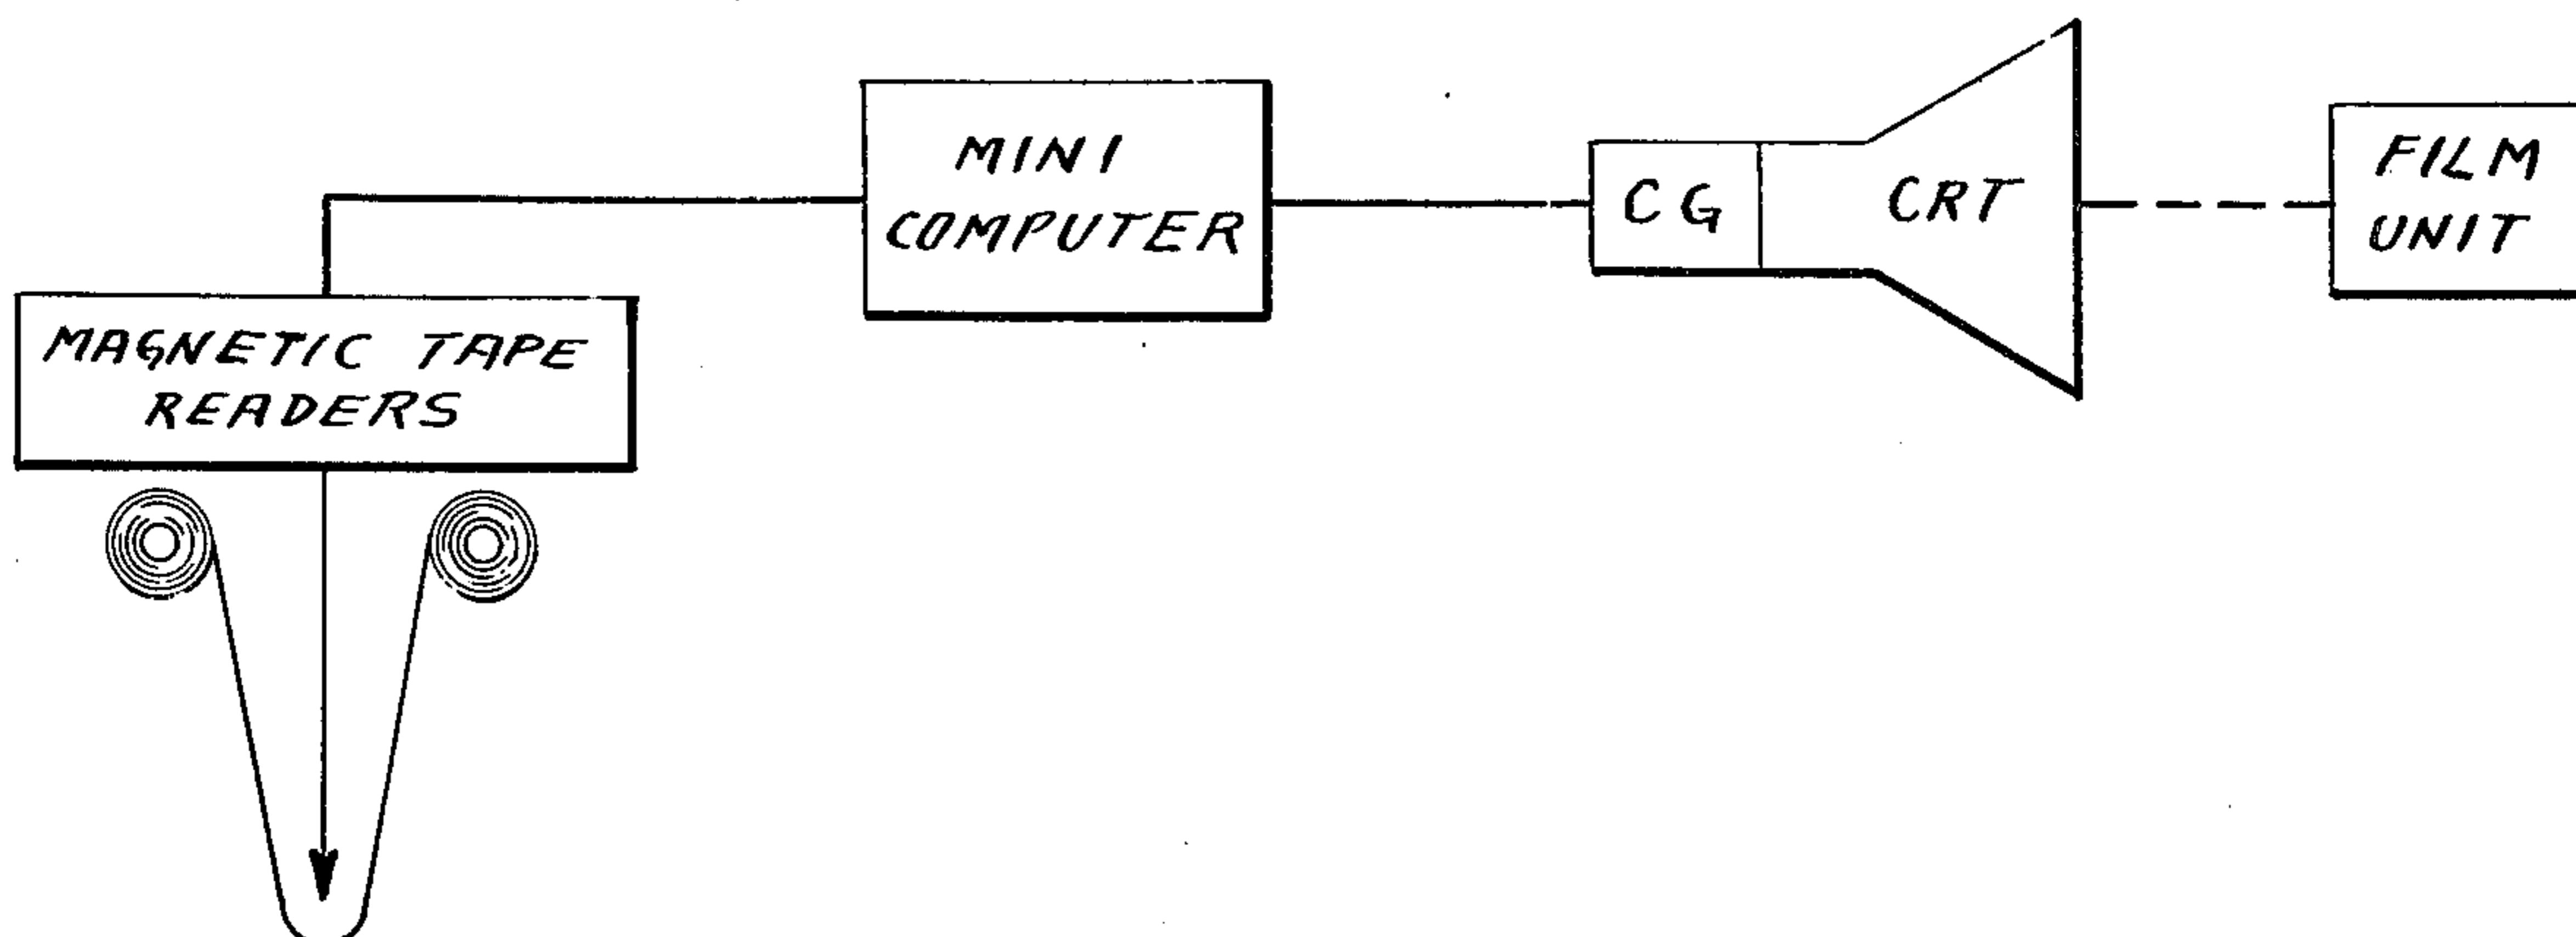 MINI
COMPUTER
CG
CRT
FILM
UNIT
MAGNETIC TAPE
READERS